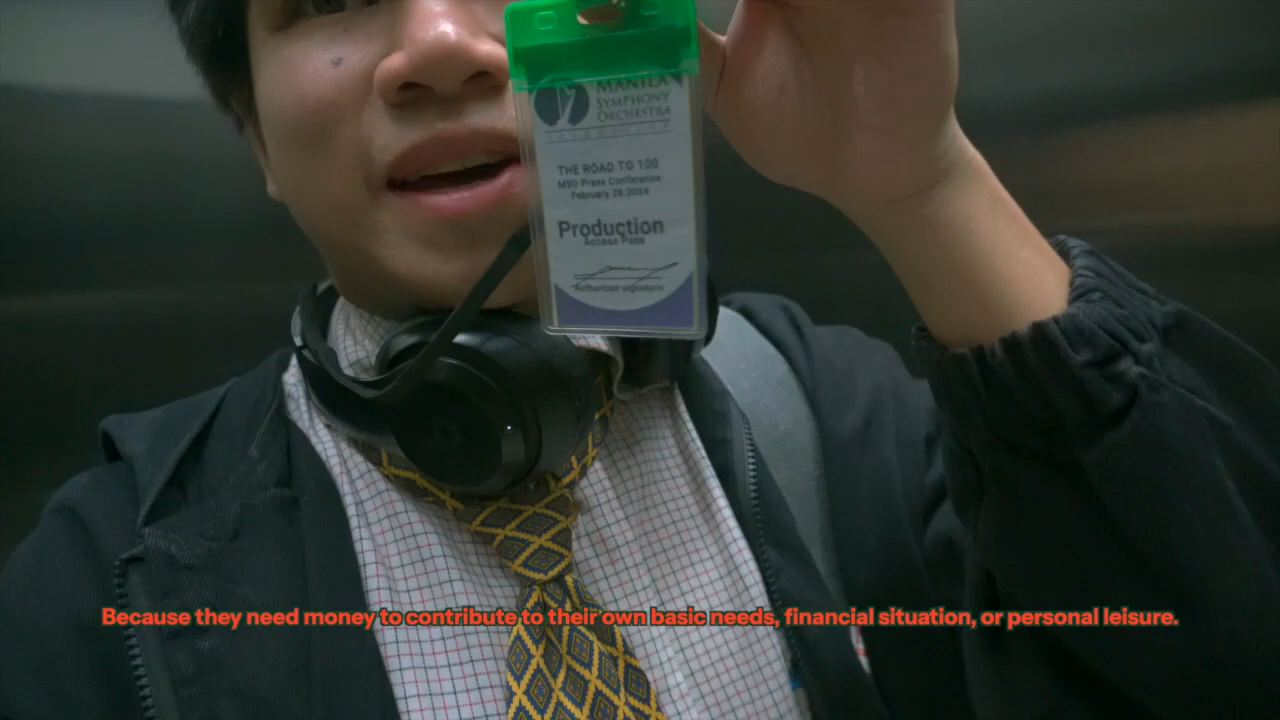 MANILA
SYMPHONY
ORCHESTRA
THE ROAD TO 100
MSO Press Conference
February 28, 2024
Production
Access Pass
Authorized signature
Because they need money to contribute to their own basic needs, financial situation, or personal leisure.